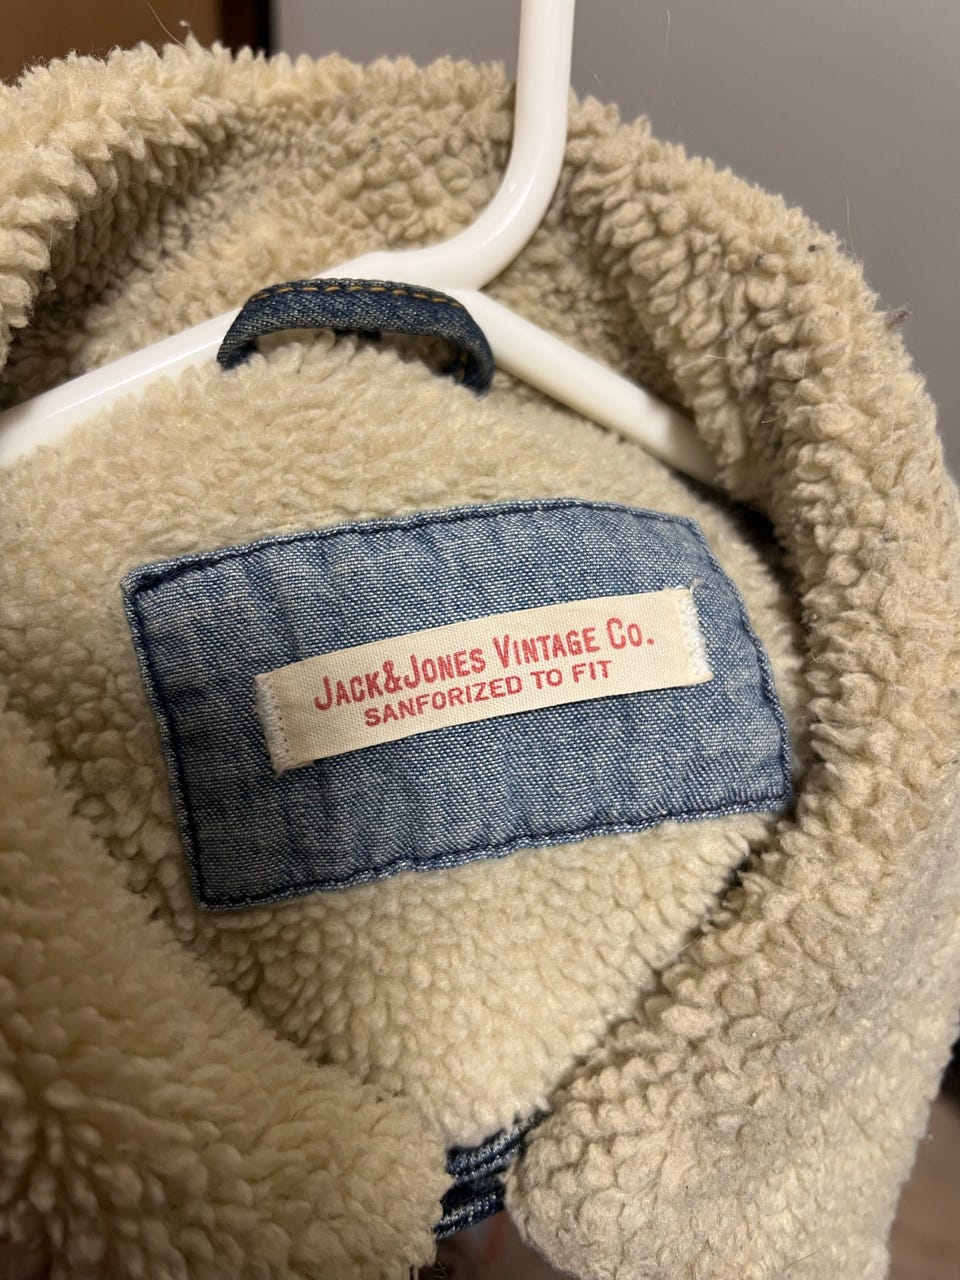 Jack&Jones Vintage Co.
SANFORIZED TO FIT